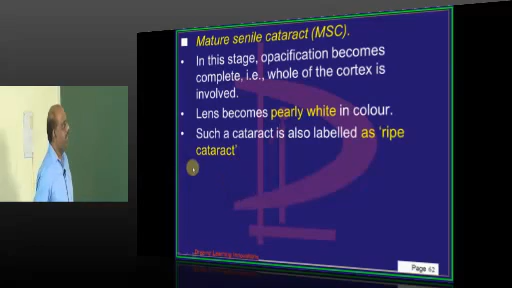 Mature senile cataract (MSC).
In this stage, opacification becomes
complete, i.e., whole of the cortex is
involved.
Lens becomes pearly white in colour.
Such a cataract is also labelled as 'ripe
cataract'
Page 42